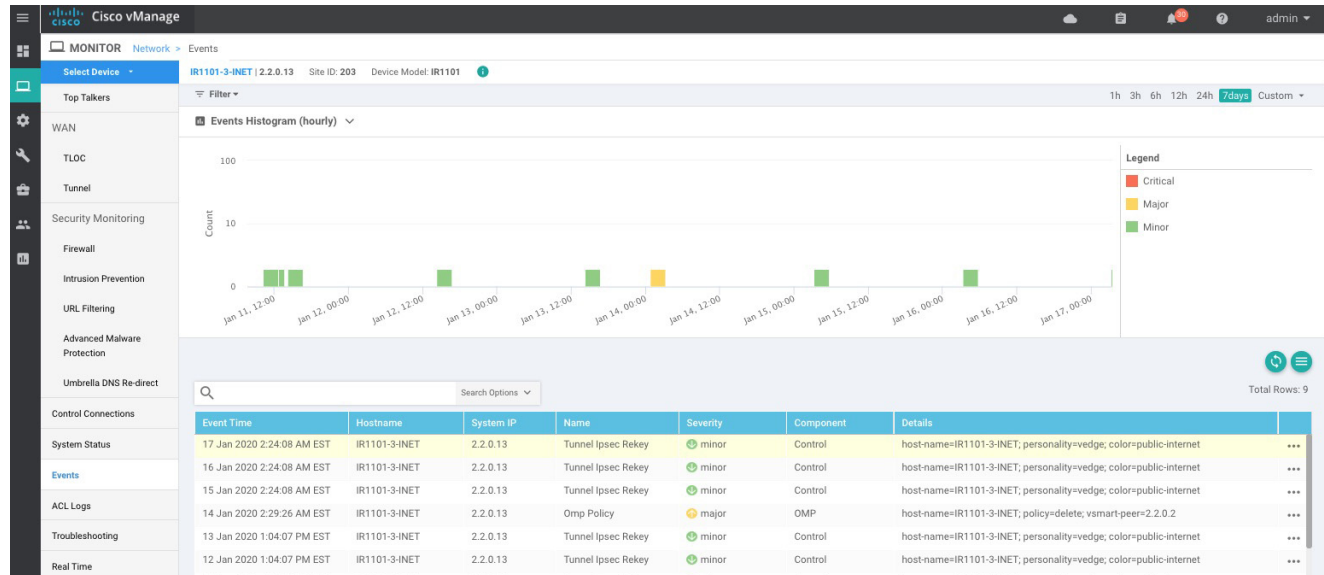 CISCO Cisco vManage 30 admin
MONITOR Network > Events
Select Device
IR1101-3-INET | 2.2.0.13 Site ID: 203 Device Model: IR1101
Top Talkers
WAN
TLOC
Tunnel
Security Monitoring
Firewall
Intrusion Prevention
URL Filtering
Advanced Malware
Protection
Umbrella DNS Re-direct
Control Connections
System Status
Events
ACL Logs
Troubleshooting
Real Time
Filter
1h 3h 6h 12h 24h 7days Custom
Events Histogram (hourly)
Count
100
10
0
Jan 11, 12:00 Jan 12, 00:00 Jan 12, 12:00 Jan 13, 00:00 Jan 13, 12:00 Jan 14, 00:00 Jan 14, 12:00 Jan 15, 00:00 Jan 15, 12:00 Jan 16, 00:00 Jan 16, 12:00 Jan 17, 00:00
Legend
Critical
Major
Minor
Search Options
Total Rows: 9
Event Time Hostname System IP Name Severity Component Details
17 Jan 2020 2:24:08 AM EST IR1101-3-INET 2.2.0.13 Tunnel Ipsec Rekey minor Control host-name=IR1101-3-INET; personality=vedge; color=public-internet
16 Jan 2020 2:24:08 AM EST IR1101-3-INET 2.2.0.13 Tunnel Ipsec Rekey minor Control host-name=IR1101-3-INET; personality=vedge; color=public-internet
15 Jan 2020 2:24:08 AM EST IR1101-3-INET 2.2.0.13 Tunnel Ipsec Rekey minor Control host-name=IR1101-3-INET; personality=vedge; color=public-internet
14 Jan 2020 2:29:26 AM EST IR1101-3-INET 2.2.0.13 Omp Policy major OMP host-name=IR1101-3-INET; policy=delete; vsmart-peer=2.2.0.2
13 Jan 2020 1:04:07 PM EST IR1101-3-INET 2.2.0.13 Tunnel Ipsec Rekey minor Control host-name=IR1101-3-INET; personality=vedge; color=public-internet
12 Jan 2020 1:04:07 PM EST IR1101-3-INET 2.2.0.13 Tunnel Ipsec Rekey minor Control host-name=IR1101-3-INET; personality=vedge; color=public-internet